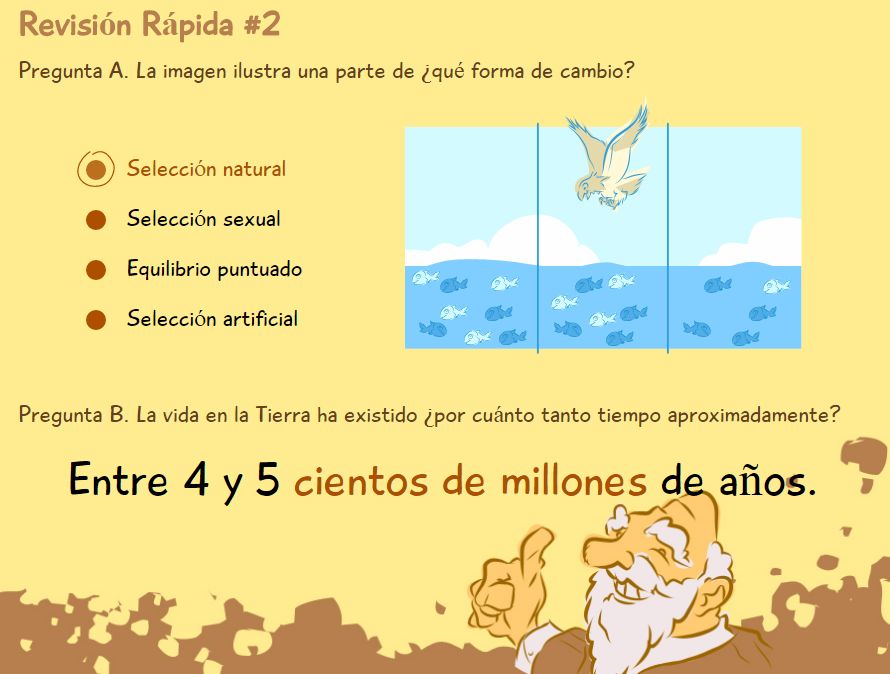 Revisión Rápida #2
Pregunta A. La imagen ilustra una parte de ¿qué forma de cambio?
Selección natural
Selección sexual
Equilibrio puntuado
Selección artificial
Pregunta B. La vida en la Tierra ha existido ¿por cuánto tanto tiempo aproximadamente?
Entre 4 y 5 cientos de millones de años.